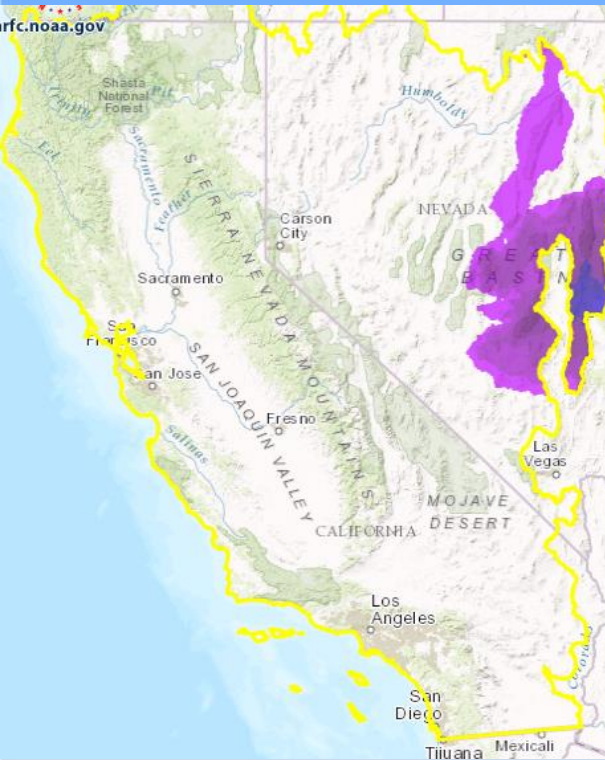 rfc.noaa.gov
Shasta
National
Forest
Pit
Trinity
Humboldt
Eel
Sacramento
Feather
SIERRA NEVADA MOUNTAINS
NEVADA
Carson
City
GREAT
BASIN
Sacramento
San
Francisco
San Jose
SAN JOAQUIN VALLEY
Fresno
Salinas
Las
Vegas
MOJAVE
DESERT
CALIFORNIA
Los
Angeles
Colorado
San
Diego
Tijuana
Mexicali